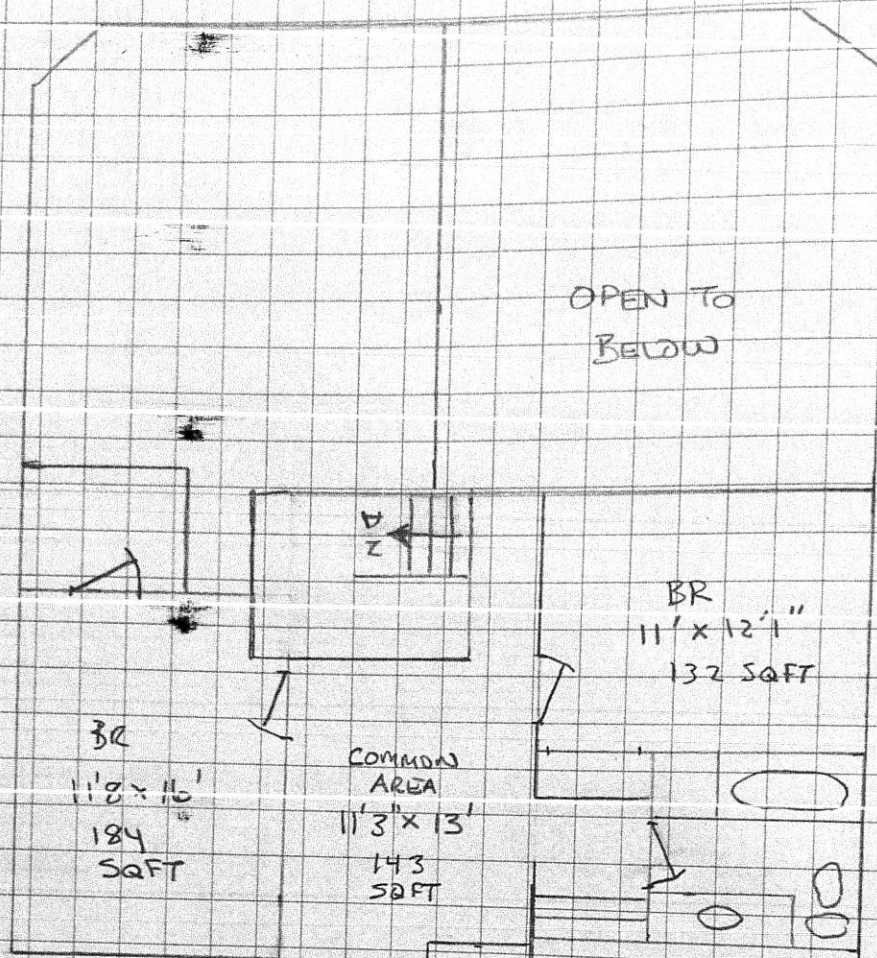 OPEN TO
BELOW
BR
11' x 12'1"
132 SQFT
BR
11'8 x 16'
184
SQFT
COMMON
AREA
11'3" x 13'
143
SQFT